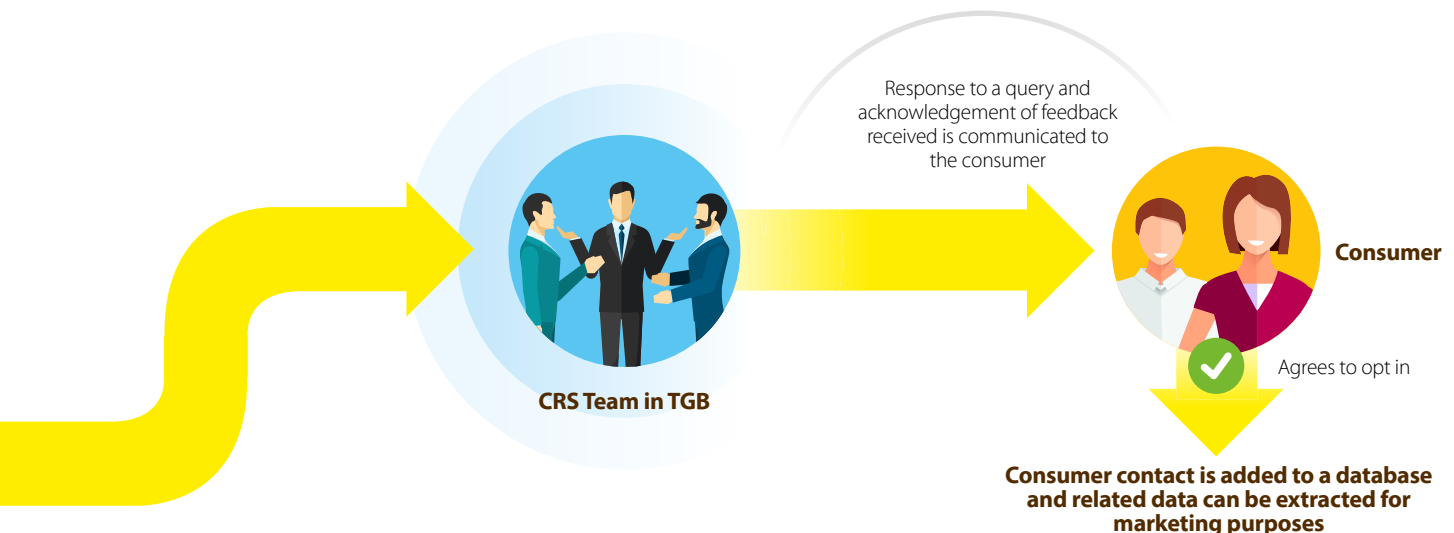 Response to a query and
acknowledgement of feedback
received is communicated to
the consumer
Consumer
Agrees to opt in
CRS Team in TGB
Consumer contact is added to a database
and related data can be extracted for
marketing purposes